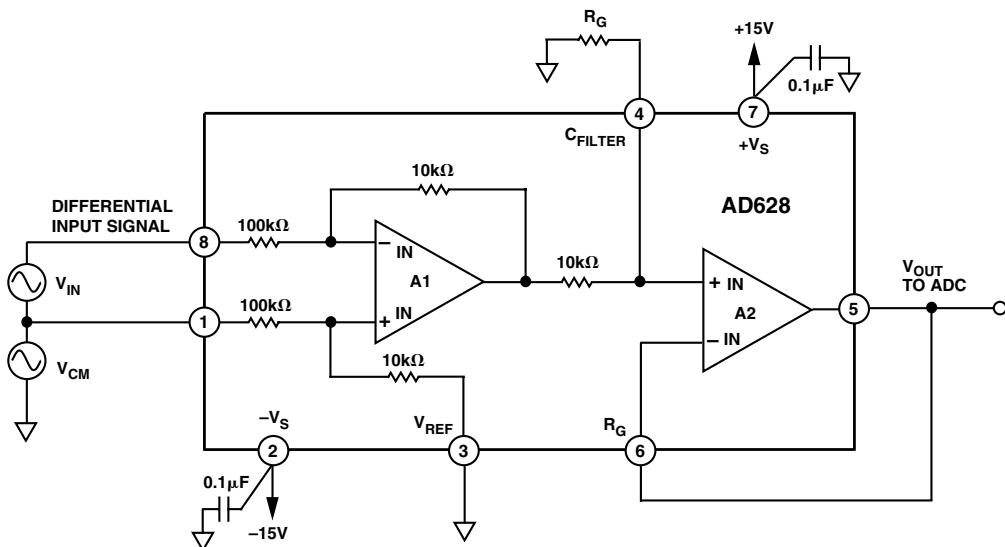 R_G
+15V
0.1µF
4
7
C_FILTER
+V_S
10kΩ
DIFFERENTIAL
INPUT SIGNAL
AD628
8
100kΩ
– IN
V_IN
A1
10kΩ
+ IN
V_OUT
TO ADC
1
100kΩ
IN
+
A2
5
– IN
V_CM
10kΩ
–V_S
V_REF
R_G
2
3
6
0.1µF
–15V